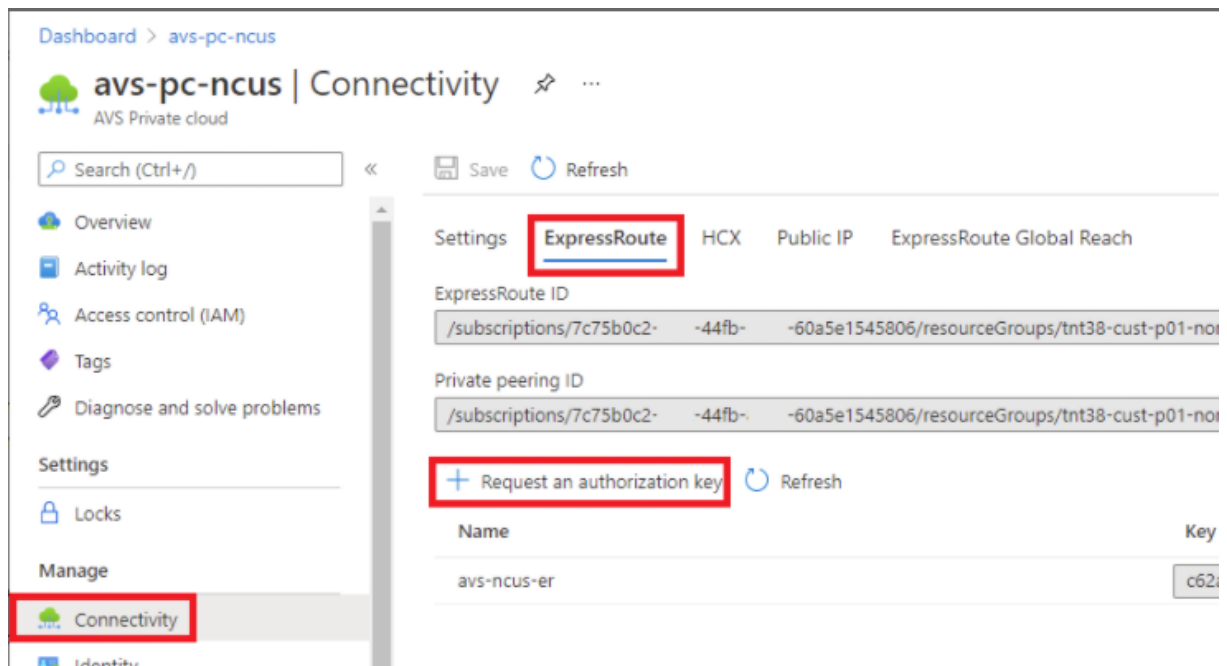 Dashboard > avs-pc-ncus
avs-pc-ncus | Connectivity ...
AVS Private cloud
Search (Ctrl+/)
«
Save Refresh
Overview
Activity log
Access control (IAM)
Tags
Diagnose and solve problems
Settings
Locks
Manage
Connectivity
Identity
Settings ExpressRoute HCX Public IP ExpressRoute Global Reach
ExpressRoute ID
/subscriptions/7c75b0c2- -44fb- -60a5e1545806/resourceGroups/tnt38-cust-p01-nor
Private peering ID
/subscriptions/7c75b0c2- -44fb- -60a5e1545806/resourceGroups/tnt38-cust-p01-nor
+ Request an authorization key Refresh
Name Key
avs-ncus-er c62a